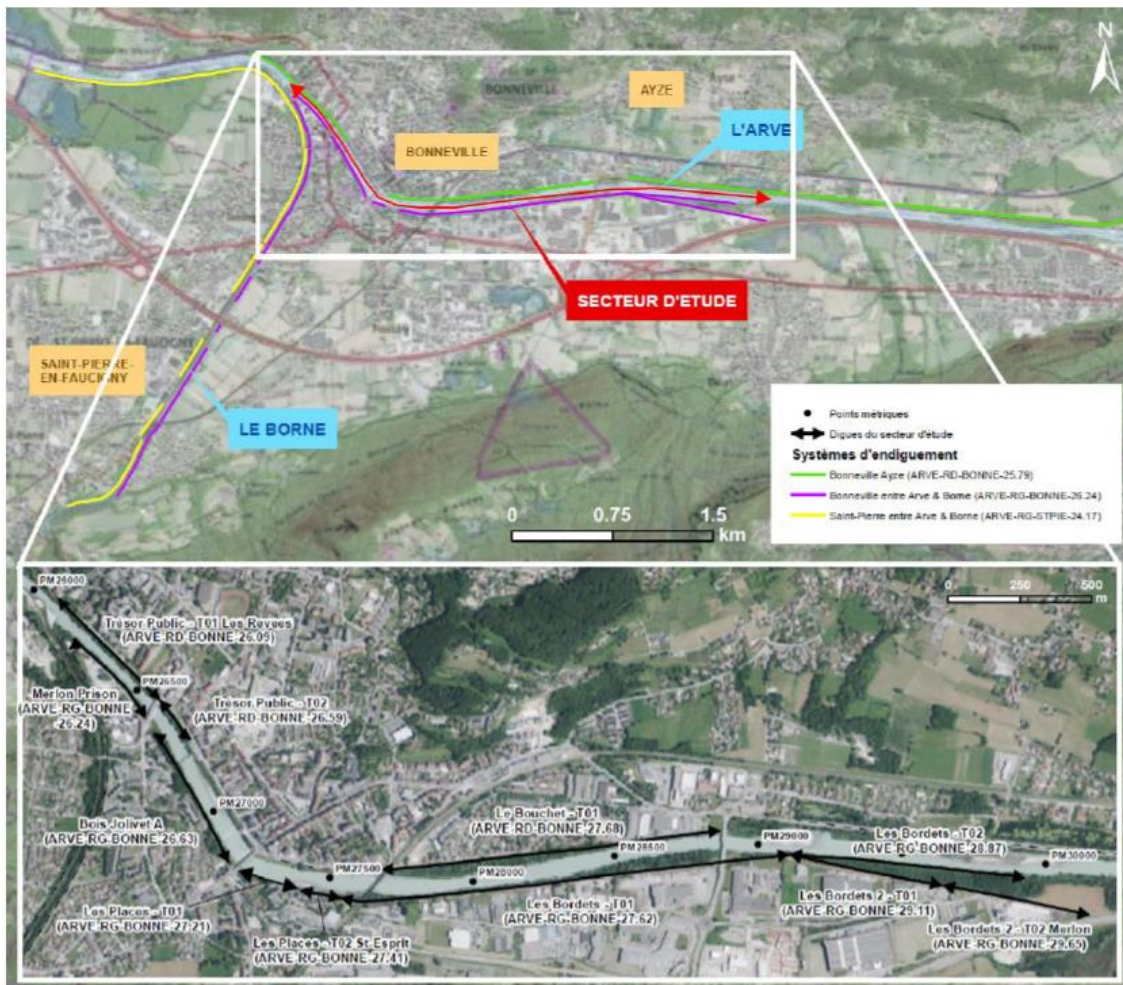 N
AYZE
L'ARVE
BONNEVILLE
SECTEUR D'ETUDE
SAINT-PIERRE-
EN-FAUCIGNY
LE BORNE
Points métriques
Digues du secteur d'étude
Systèmes d'endiguement
Bonneville Ayze (ARVE-RD-BONNE-25.79)
Bonneville entre Arve & Borne (ARVE-RG-BONNE-26.24)
Saint-Pierre entre Arve & Borne (ARVE-RG-STPIE-24.17)
0 0.75 1.5
km
0 250 500
m
PM26000
Trésor Public - T01 Les Revees
(ARVE-RD-BONNE-26.09)
PM26500
Merlon Prison
(ARVE-RG-BONNE
-26.24)
Trésor Public - T02
(ARVE-RD-BONNE-26.59)
PM27000
Bois Jolivet A
(ARVE-RG-BONNE-26.63)
Le Bouchet - T01
(ARVE-RD-BONNE-27.68)
PM28500
PM29000
Les Bordets - T02
(ARVE-RG-BONNE-28.87)
PM30000
PM27500
PM28000
Les Places - T01
(ARVE-RG-BONNE-27.21)
Les Bordets - T01
(ARVE-RG-BONNE-27.62)
Les Bordets 2 - T01
(ARVE-RG-BONNE-29.11)
Les Places - T02 St-Esprit
(ARVE-RG-BONNE-27.41)
Les Bordets 2 - T02 Merlon
(ARVE-RG-BONNE-29.65)